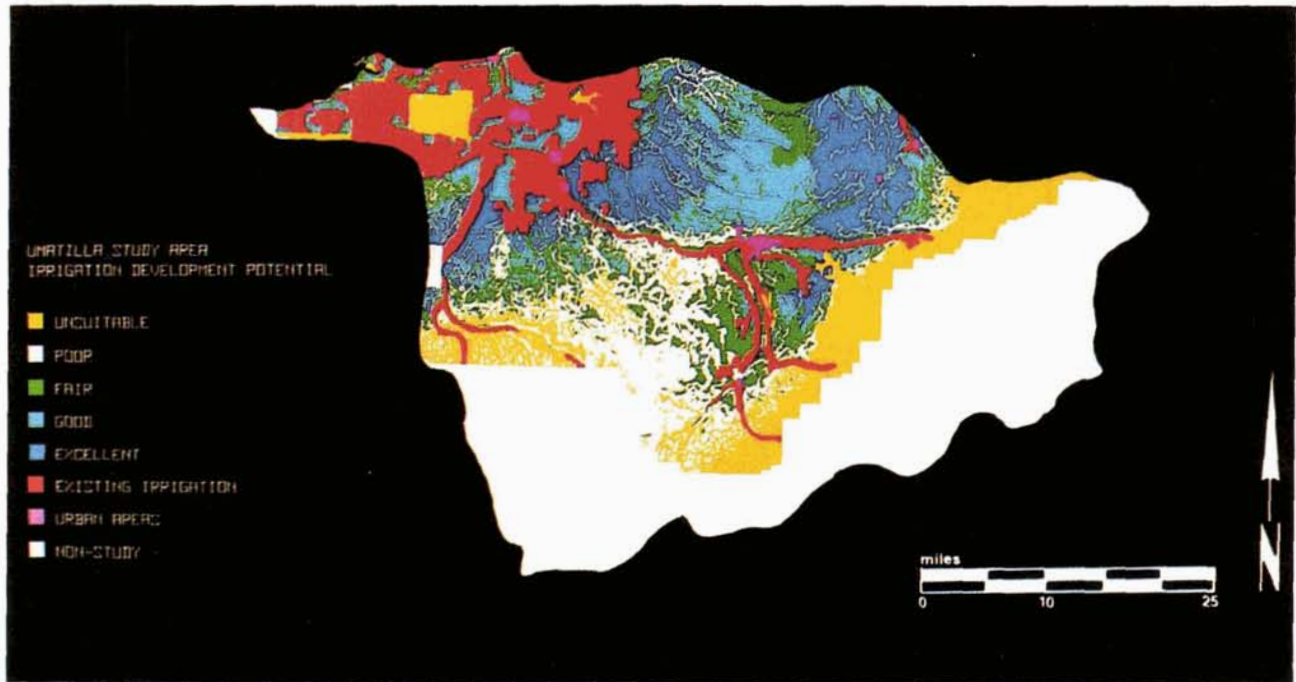 UMATILLA STUDY AREA
IRRIGATION DEVELOPMENT POTENTIAL
UNSUITABLE
POOR
FAIR
GOOD
EXCELLENT
EXISTING IRRIGATION
URBAN AREAS
NON-STUDY
miles
0 10 25
N